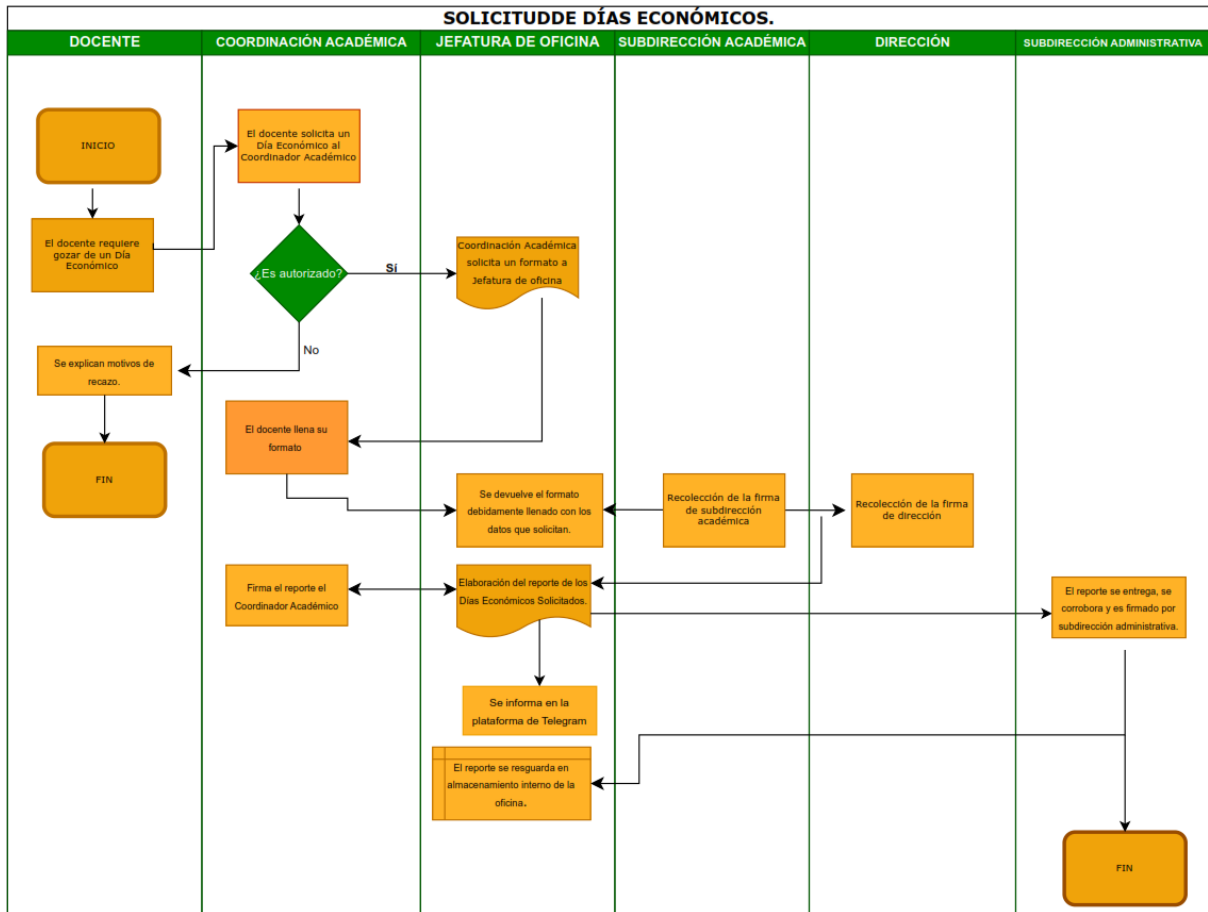 SOLICITUDDE DÍAS ECONÓMICOS.
DOCENTE
COORDINACIÓN ACADÉMICA
JEFATURA DE OFICINA
SUBDIRECCIÓN ACADÉMICA
DIRECCIÓN
SUBDIRECCIÓN ADMINISTRATIVA
INICIO
El docente solicita un
Día Económico al
Coordinador Académico
El docente requiere
gozar de un Día
Económico
¿Es autorizado?
Sí
Coordinación Académica
solicita un formato a
Jefatura de oficina
No
Se explican motivos de
recazo.
El docente llena su
formato
FIN
Se devuelve el formato
debidamente llenado con los
datos que solicitan.
Recolección de la firma
de subdirección
académica
Recolección de la firma
de dirección
Firma el reporte el
Coordinador Académico
Elaboración del reporte de los
Días Económicos Solicitados.
El reporte se entrega, se
corrobora y es firmado por
subdirección administrativa.
Se informa en la
plataforma de Telegram
El reporte se resguarda en
almacenamiento interno de la
oficina.
FIN